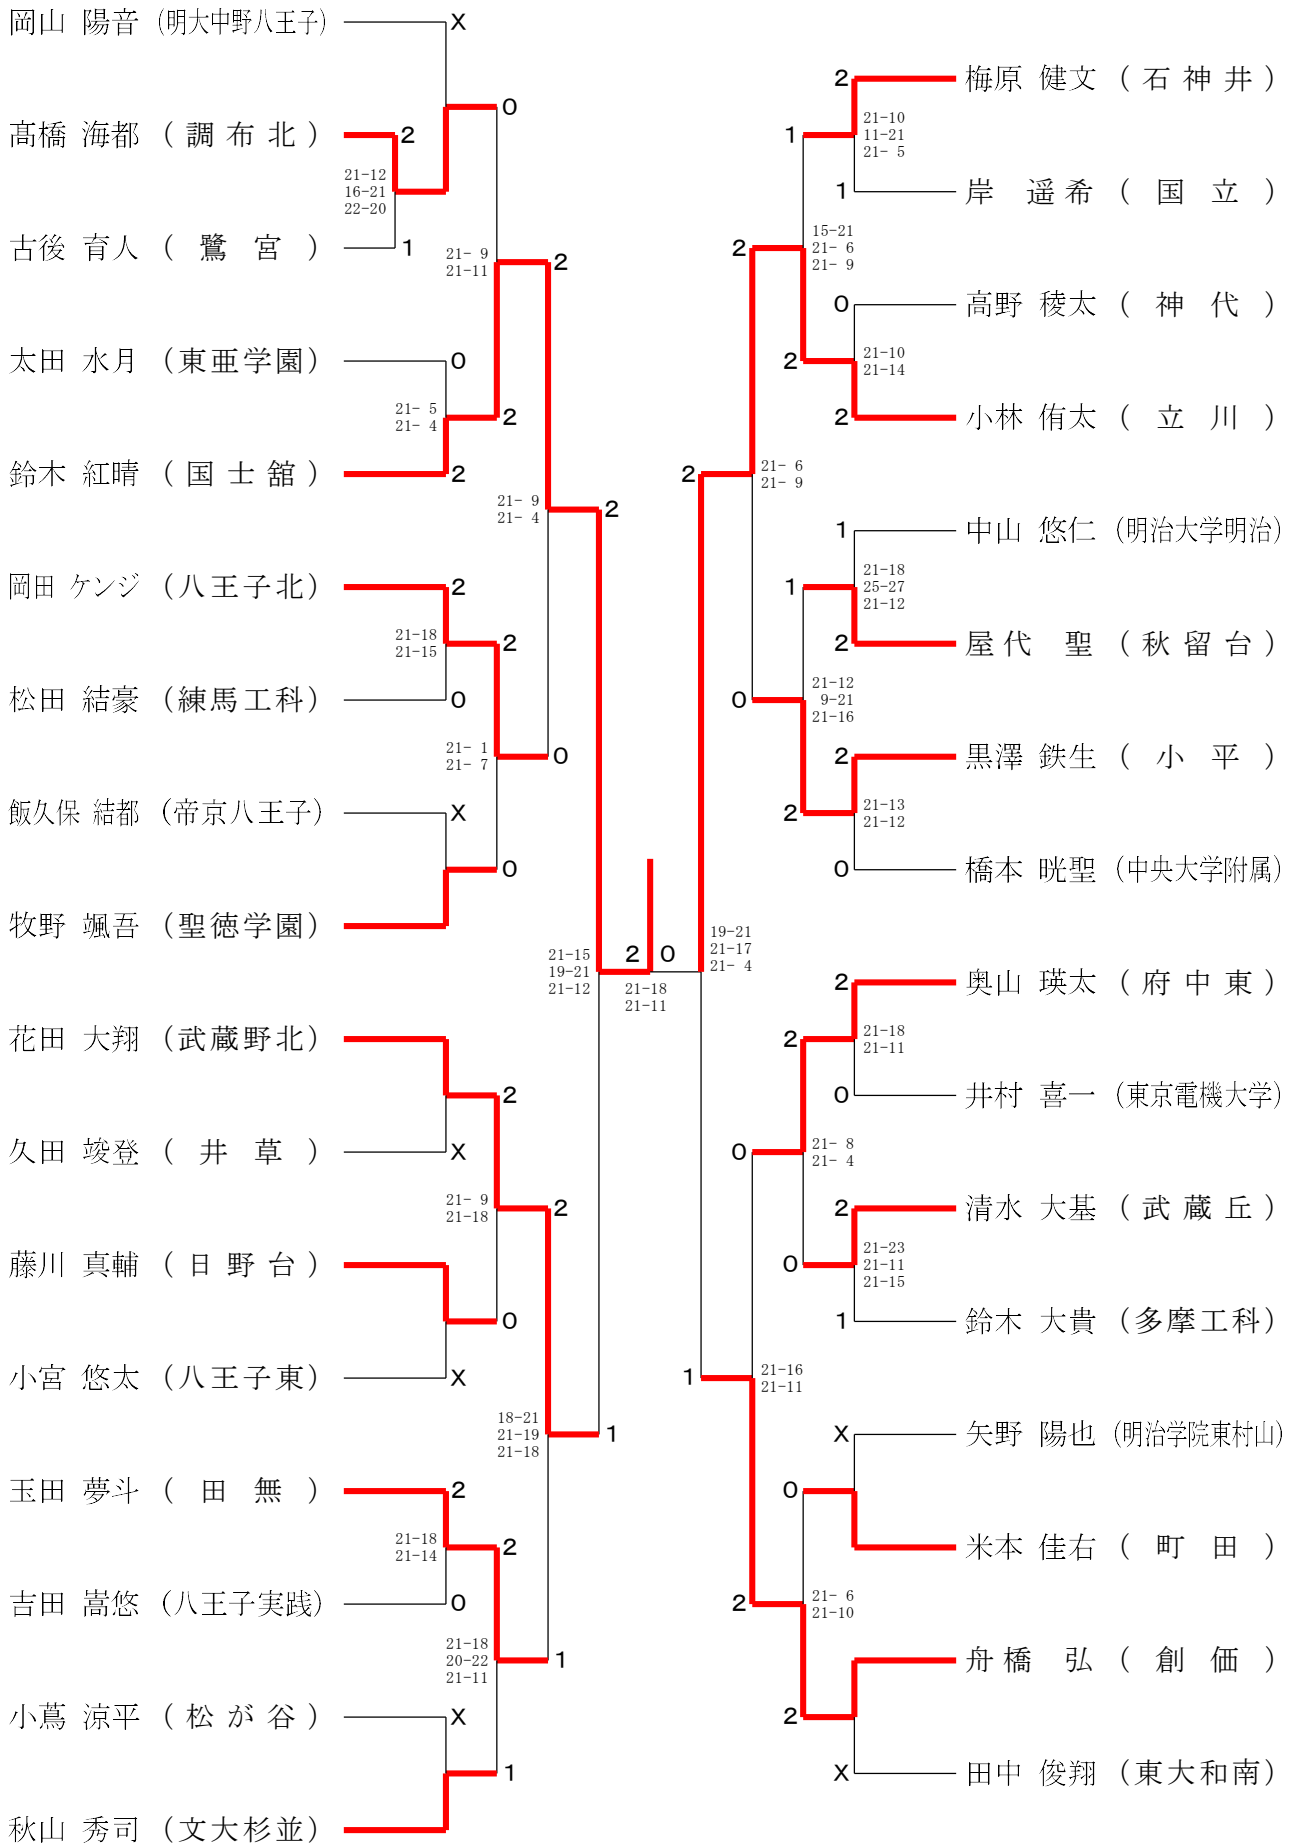 岡山 陽音 (明大中野八王子)
X
0
髙橋 海都 (調布北)
2
21-12
16-21
22-20
古後 育人 (鷺宮)
1
21- 9
21-11
2
太田 水月 (東亜学園)
0
21- 5
21- 4
2
鈴木 紅晴 (国士舘)
2
21- 9
21- 4
2
岡田 ケンジ (八王子北)
2
21-18
21-15
2
松田 結豪 (練馬工科)
0
21- 1
21- 7
0
飯久保 結都 (帝京八王子)
X
0
牧野 颯吾 (聖徳学園)
21-15
19-21
21-12
2
0
21-18
21-11
花田 大翔 (武蔵野北)
2
久田 竣登 (井草)
X
21- 9
21-18
2
藤川 真輔 (日野台)
0
小宮 悠太 (八王子東)
X
18-21
21-19
21-18
1
玉田 夢斗 (田無)
2
21-18
21-14
2
吉田 嵩悠 (八王子実践)
0
21-18
20-22
21-11
1
小蔦 涼平 (松が谷)
X
1
秋山 秀司 (文大杉並)
2
梅原 健文 (石神井)
21-10
11-21
21- 5
1
1
岸 遥希 (国立)
15-21
21- 6
21- 9
2
0
高野 稜太 (神代)
21-10
21-14
2
2
小林 侑太 (立川)
2
21- 6
21- 9
1
中山 悠仁 (明治大学明治)
21-18
25-27
21-12
1
2
屋代 聖 (秋留台)
21-12
9-21
21-16
0
2
黒澤 鉄生 (小平)
21-13
21-12
2
0
橋本 晄聖 (中央大学附属)
19-21
21-17
21- 4
2
奥山 瑛太 (府中東)
21-18
21-11
2
0
井村 喜一 (東京電機大学)
21- 8
21- 4
0
2
清水 大基 (武蔵丘)
21-23
21-11
21-15
0
1
鈴木 大貴 (多摩工科)
1
21-16
21-11
X
矢野 陽也 (明治学院東村山)
0
米本 佳右 (町田)
2
21- 6
21-10
舟橋 弘 (創価)
2
X
田中 俊翔 (東大和南)